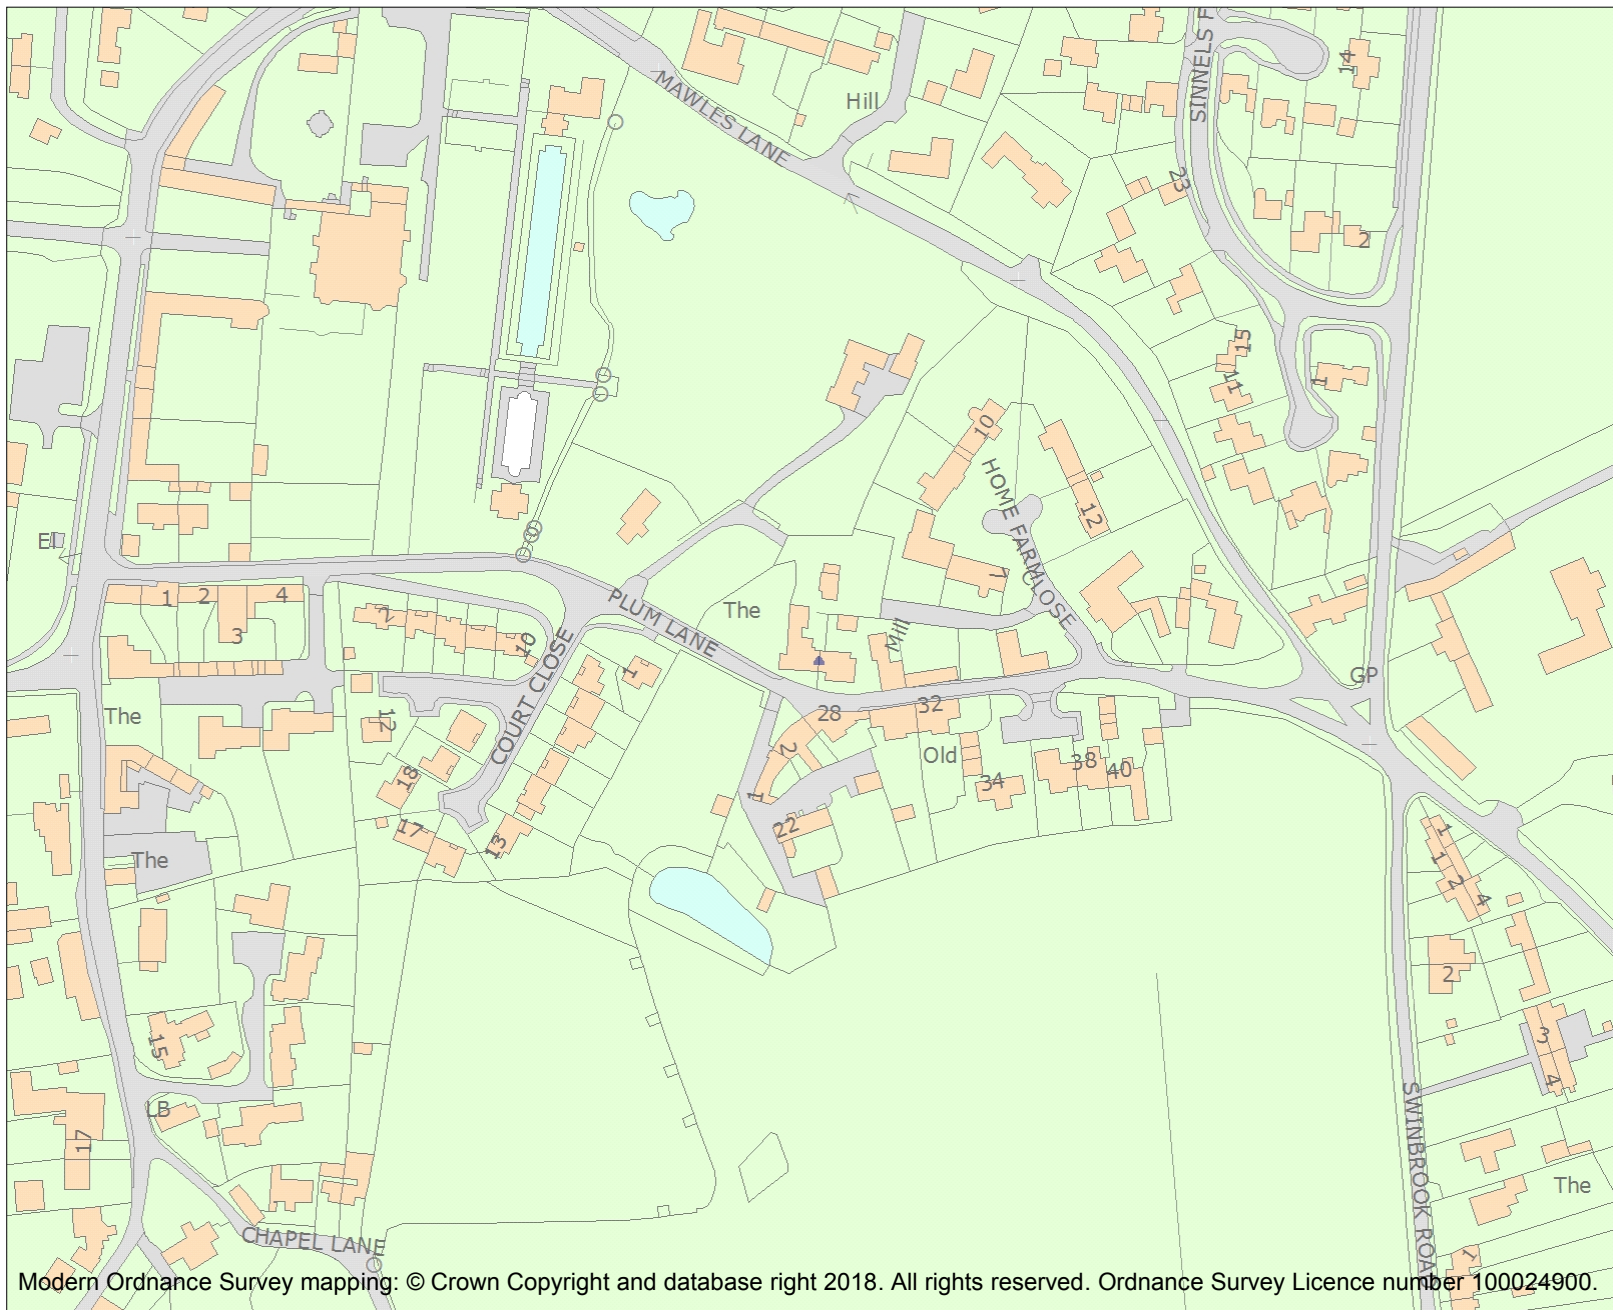 SINNELS F
14
MAWLES LANE
Hill
23
2
15
11
1
10
HOME FARM CLOSE
12
El
7
1
2
4
3
2
10
PLUM LANE
The
Mill
GP
1
COURT CLOSE
The
12
28
32
2
Old
34
38
40
18
1
17
13
22
The
1
1
2
4
2
15
3
4
LB
17
SWINBROOK ROA
The
CHAPEL LANE
1
Modern Ordnance Survey mapping: © Crown Copyright and database right 2018. All rights reserved. Ordnance Survey Licence number 100024900.